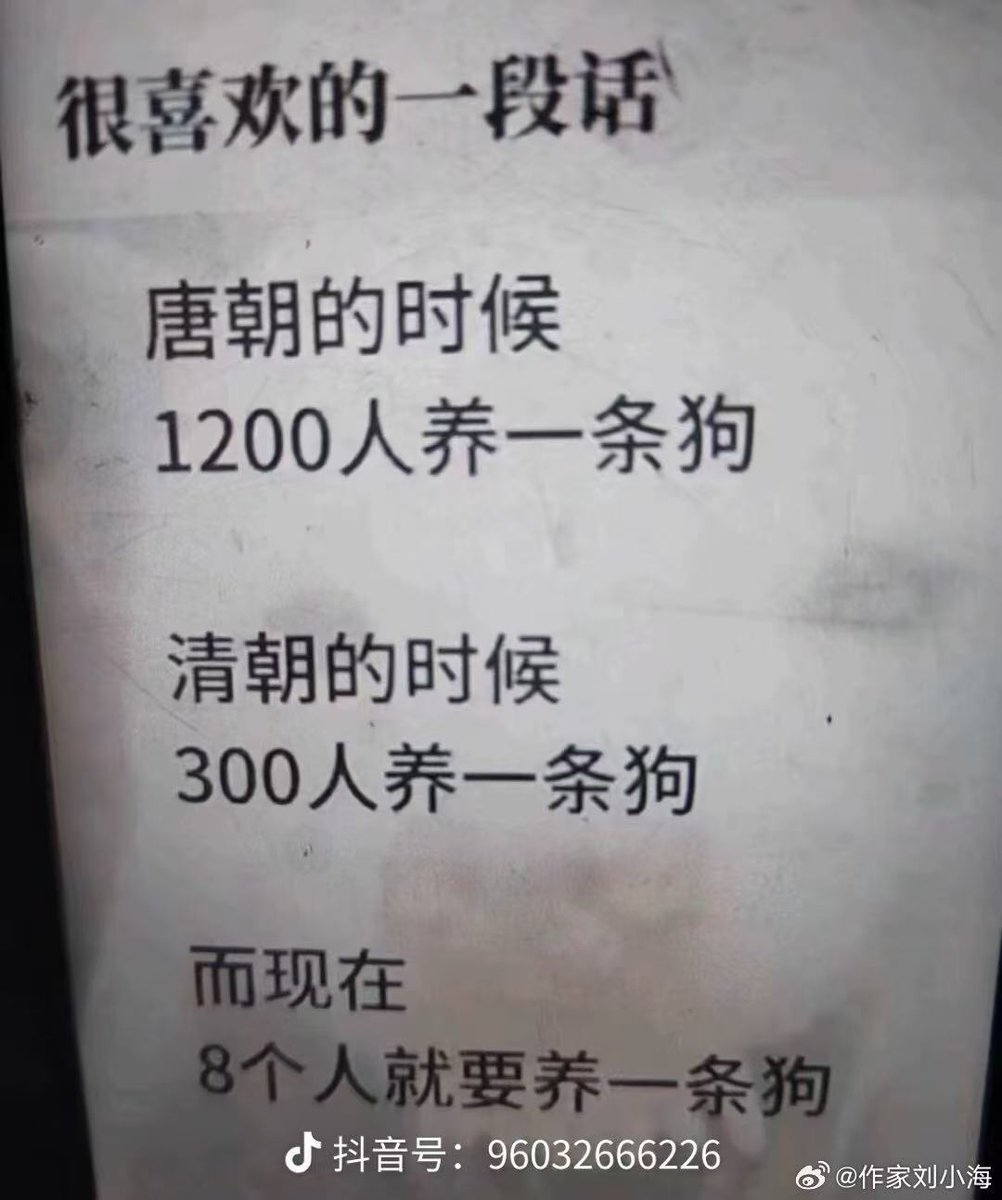 很喜欢的一段话
唐朝的时候
1200人养一条狗
清朝的时候
300人养一条狗
而现在
8个人就要养一条狗
抖音号：96032666226
@作家刘小海